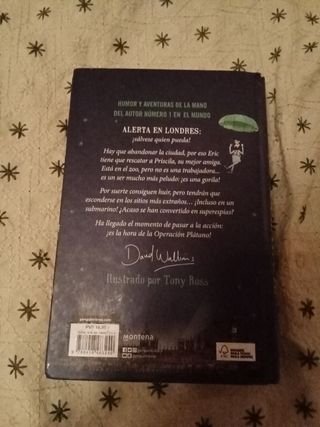 HUMOR Y AVENTURAS DE LA MANO
DEL AUTOR NÚMERO 1 EN EL MUNDO
ALERTA EN LONDRES:
¡sálvese quien pueda!
Hay que abandonar la ciudad, por eso Eric
tiene que rescatar a Priscila, su mejor amiga.
Está en el zoo, pero no es una trabajadora...
es un ser mucho más peludo: ¡es una gorila!
Por suerte consiguen huir, pero tendrán que
esconderse en los sitios más extraños... ¡Incluso en un
submarino! ¿Acaso se han convertido en superespías?
Ha llegado el momento de pasar a la acción:
¡es la hora de la Operación Plátano!
David Walliams
Ilustrado por Tony Ross
montena